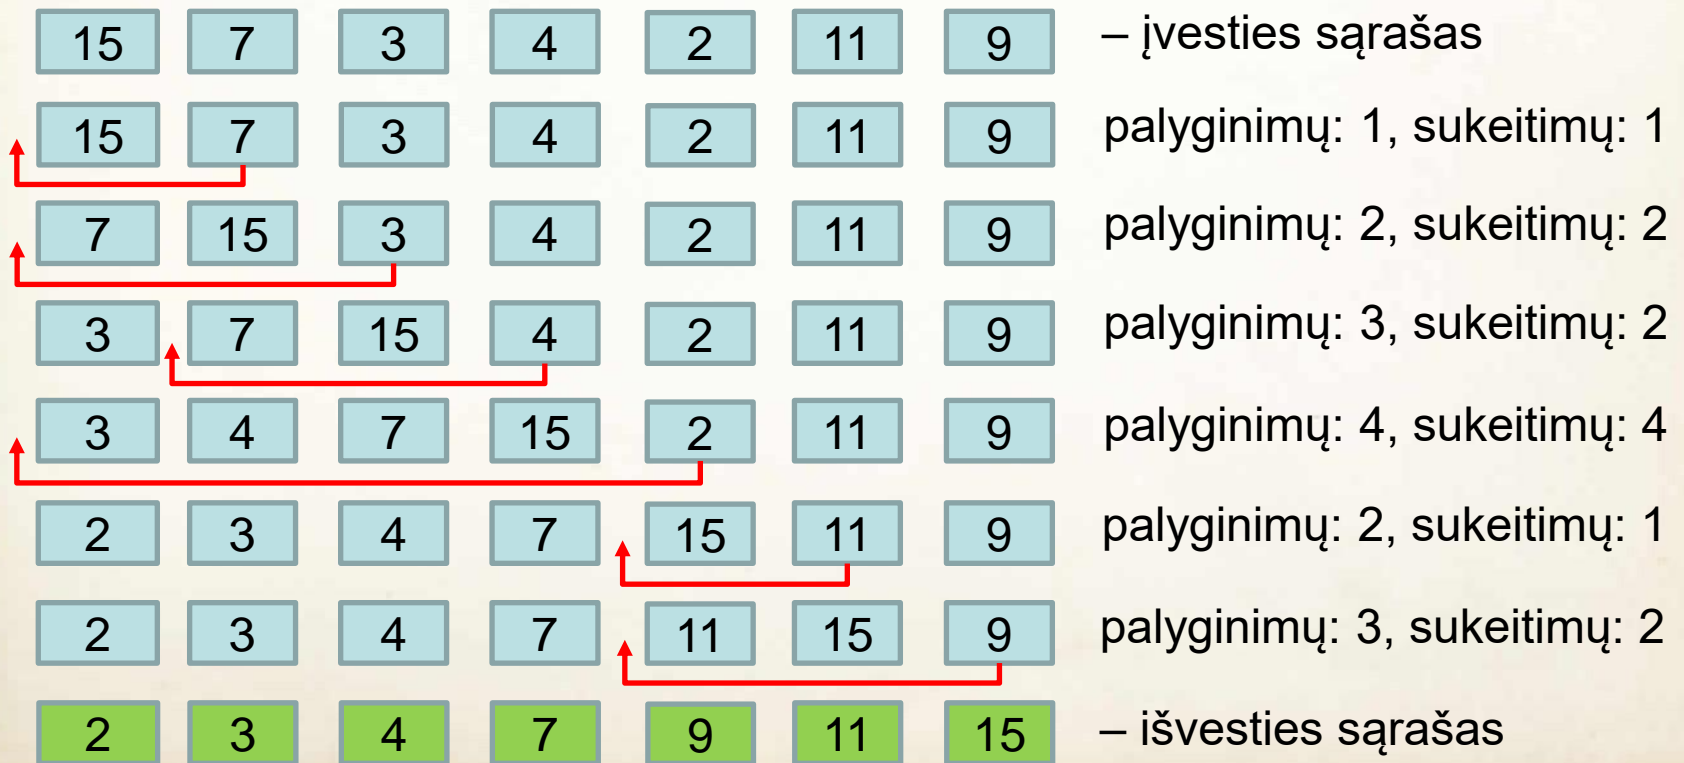 15 7 3 4 2 11 9 – įvesties sąrašas
15 7 3 4 2 11 9 palyginimų: 1, sukeitimų: 1
7 15 3 4 2 11 9 palyginimų: 2, sukeitimų: 2
3 7 15 4 2 11 9 palyginimų: 3, sukeitimų: 2
3 4 7 15 2 11 9 palyginimų: 4, sukeitimų: 4
2 3 4 7 15 11 9 palyginimų: 2, sukeitimų: 1
2 3 4 7 11 15 9 palyginimų: 3, sukeitimų: 2
2 3 4 7 9 11 15 – išvesties sąrašas